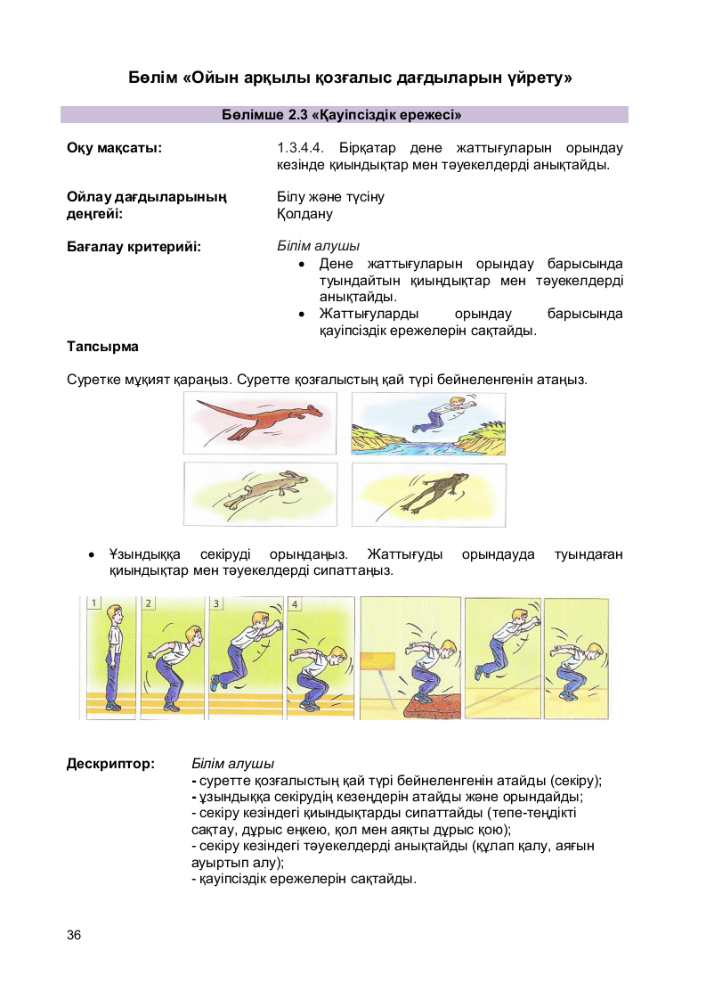 Бөлім «Ойын арқылы қозғалыс дағдыларын үйрету»
Бөлімше 2.3 «Қауіпсіздік ережесі»
Оқу мақсаты: 1.3.4.4. Бірқатар дене жаттығуларын орындау
кезінде қиындықтар мен тәуекелдерді анықтайды.
Ойлау дағдыларының Білу және түсіну
деңгейі: Қолдану
Бағалау критерийі: Білім алушы
• Дене жаттығуларын орындау барысында
туындайтын қиындықтар мен тәуекелдерді
анықтайды.
• Жаттығуларды орындау барысында
қауіпсіздік ережелерін сақтайды.
Тапсырма
Суретке мұқият қараңыз. Суретте қозғалыстың қай түрі бейнеленгенін атаңыз.
• Ұзындыққа секіруді орындаңыз. Жаттығуды орындауда туындаған
қиындықтар мен тәуекелдерді сипаттаңыз.
1 2 3 4
Дескриптор: Білім алушы
- суретте қозғалыстың қай түрі бейнеленгенін атайды (секіру);
- ұзындыққа секірудің кезеңдерін атайды және орындайды;
- секіру кезіндегі қиындықтарды сипаттайды (тепе-теңдікті
сақтау, дұрыс еңкею, қол мен аяқты дұрыс қою);
- секіру кезіндегі тәуекелдерді анықтайды (құлап қалу, аяғын
ауыртып алу);
- қауіпсіздік ережелерін сақтайды.
36